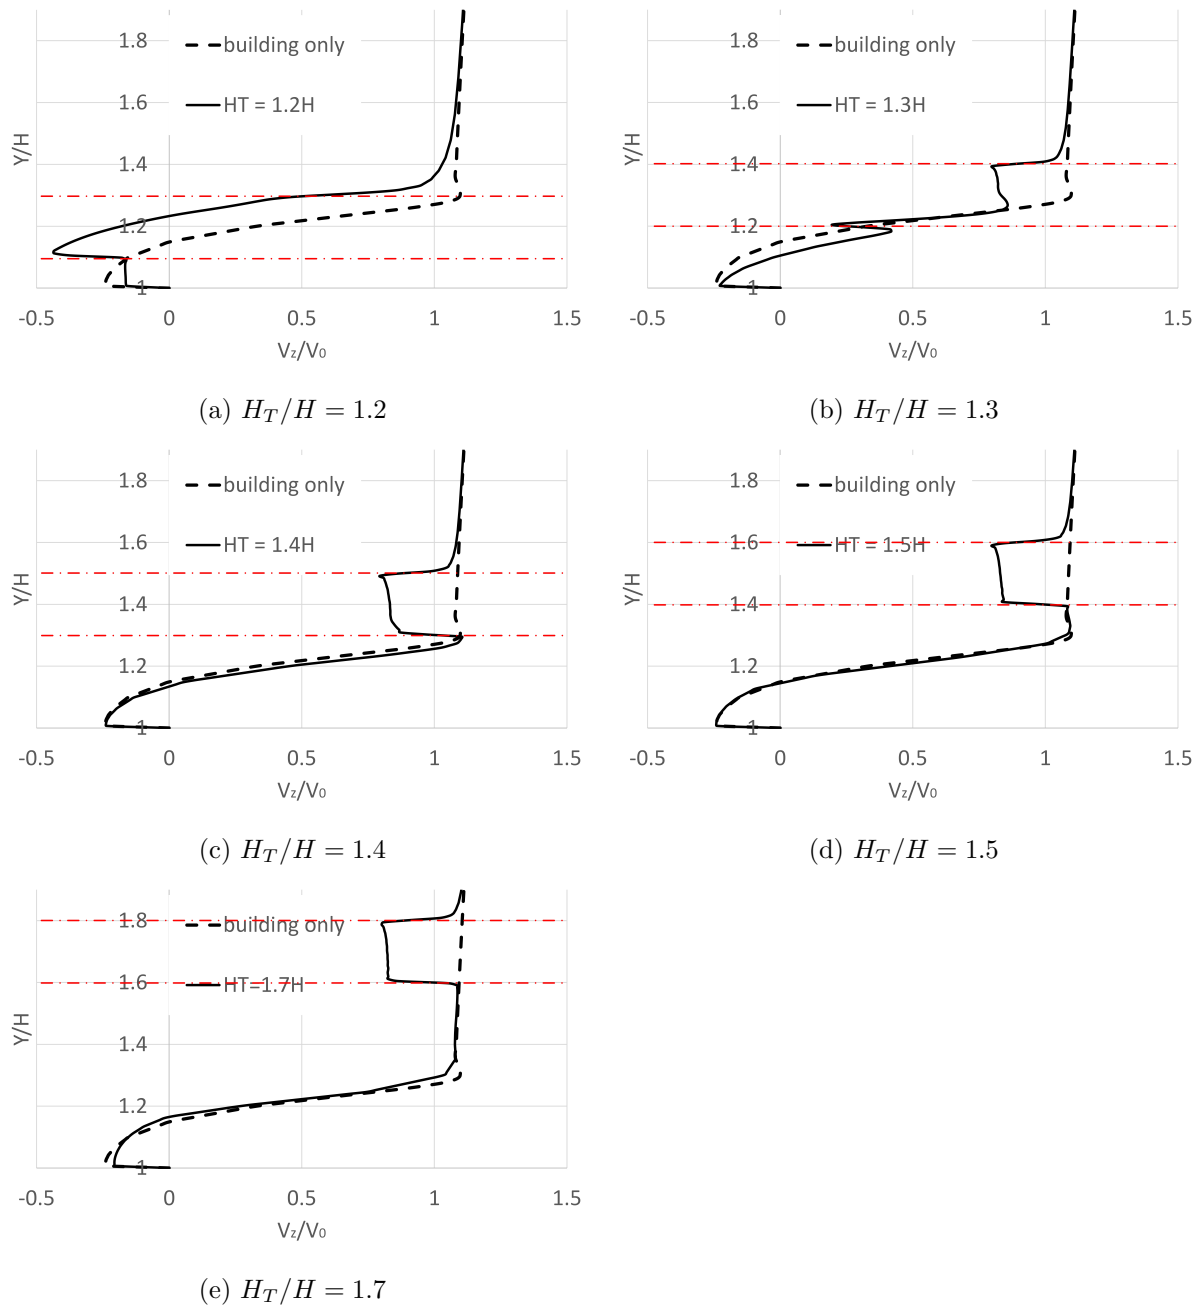 1.8
building only
1.6
HT = 1.2H
Y/H
1.4
1.2
1
-0.5 0 0.5 1 1.5
Vz/V0
(a) H_T/H = 1.2
1.8
building only
1.6
HT = 1.3H
Y/H
1.4
1.2
1
-0.5 0 0.5 1 1.5
Vz/V0
(b) H_T/H = 1.3
1.8
building only
1.6
HT = 1.4H
Y/H
1.4
1.2
1
-0.5 0 0.5 1 1.5
Vz/V0
(c) H_T/H = 1.4
1.8
building only
1.6
HT = 1.5H
Y/H
1.4
1.2
1
-0.5 0 0.5 1 1.5
Vz/V0
(d) H_T/H = 1.5
1.8
building only
1.6
HT=1.7H
Y/H
1.4
1.2
1
-0.5 0 0.5 1 1.5
Vz/V0
(e) H_T/H = 1.7